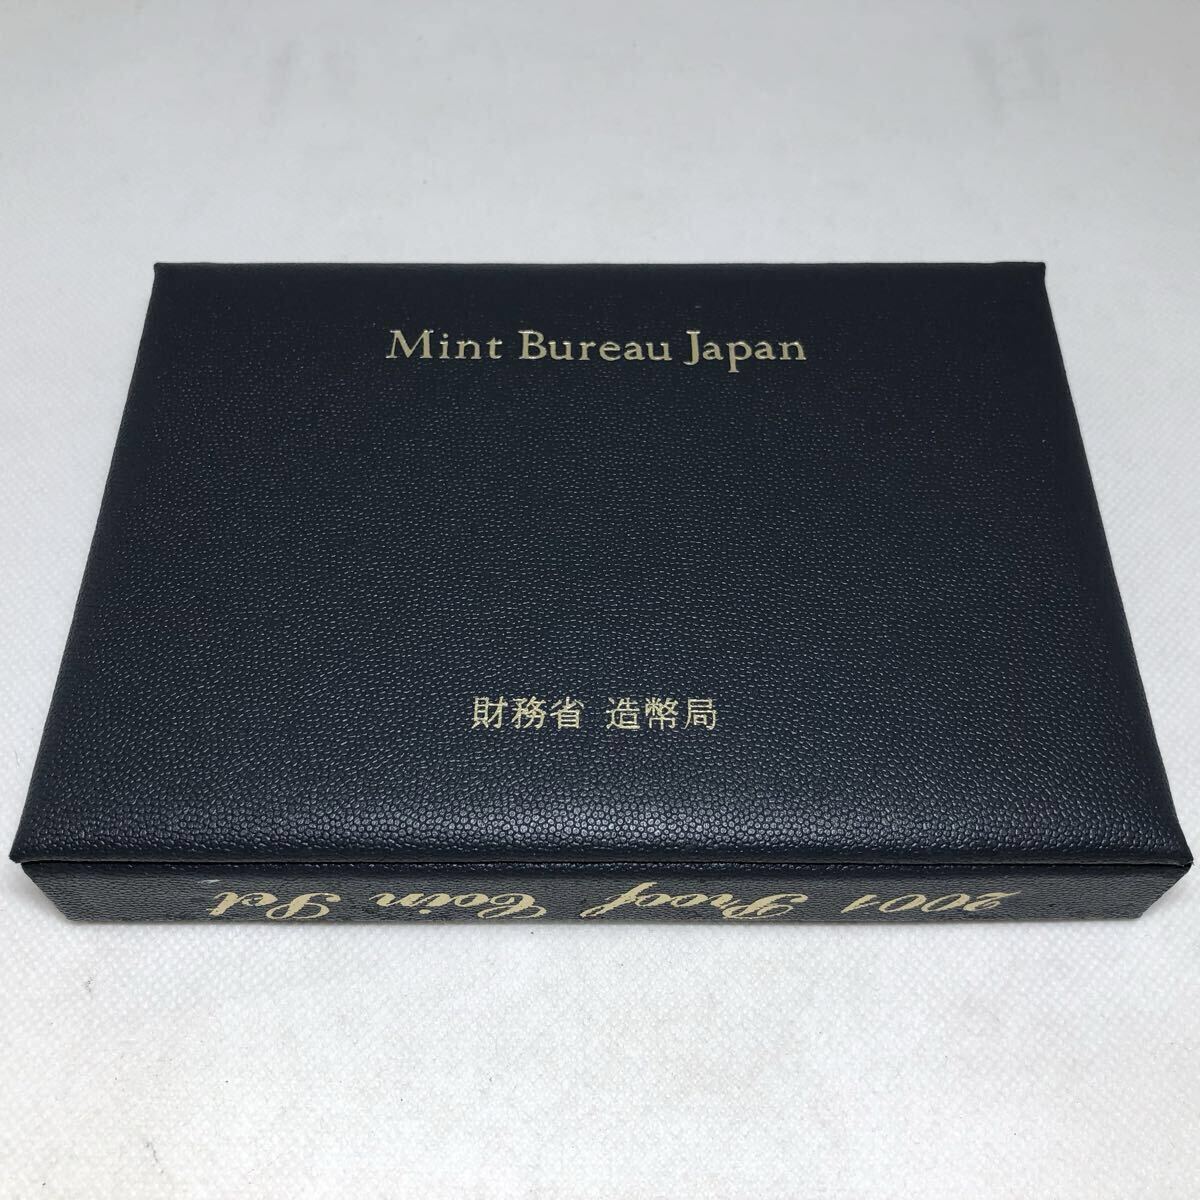 Mint Bureau Japan
財務省 造幣局
2001 Proof Coin Set